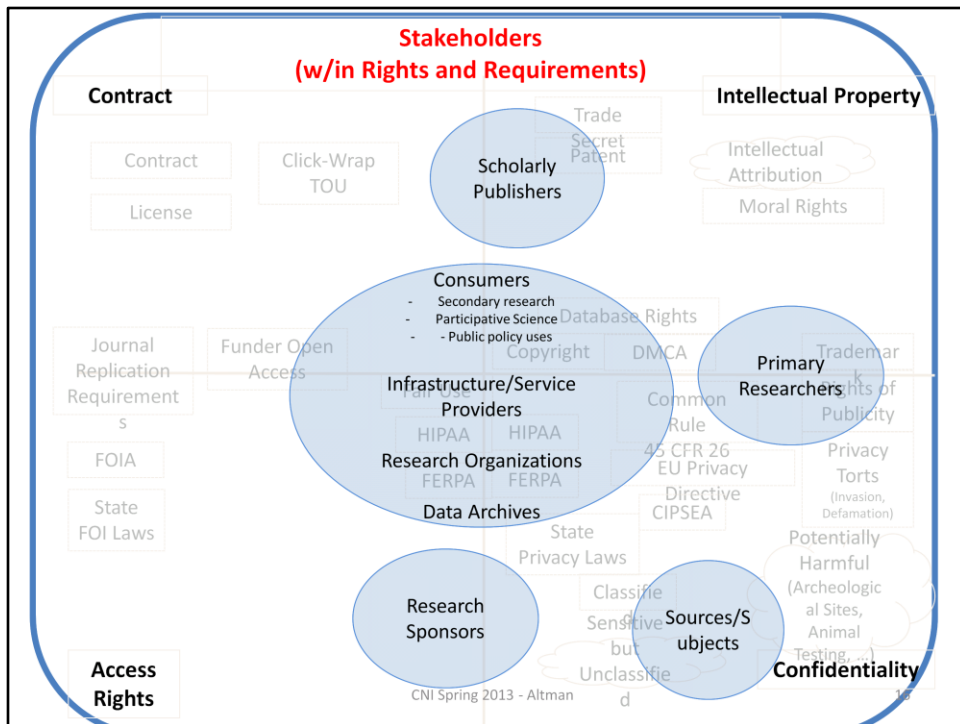 Stakeholders
(w/in Rights and Requirements)
Contract
Intellectual Property
Trade
Secret
Patent
Contract
Click-Wrap
TOU
Scholarly
Publishers
Intellectual
Attribution
License
Moral Rights
Consumers
- Secondary research
- Participative Science
- - Public policy uses
Database Rights
Journal
Replication
Requirement
s
Funder Open
Access
Copyright
DMCA
Primary
Researchers
Trademar
k
Rights of
Publicity
Fair Use
Infrastructure/Service
Providers
Common
Rule
45 CFR 26
HIPAA
HIPAA
FOIA
Research Organizations
EU Privacy
Directive
Privacy
Torts
(Invasion,
Defamation)
FERPA
FERPA
State
FOI Laws
Data Archives
CIPSEA
State
Privacy Laws
Potentially
Harmful
(Archeologic
al Sites,
Animal
Testing, …)
Classifie
d
Research
Sponsors
Sensitive
but
Unclassifie
d
Sources/S
ubjects
Access
Rights
Confidentiality
CNI Spring 2013 - Altman